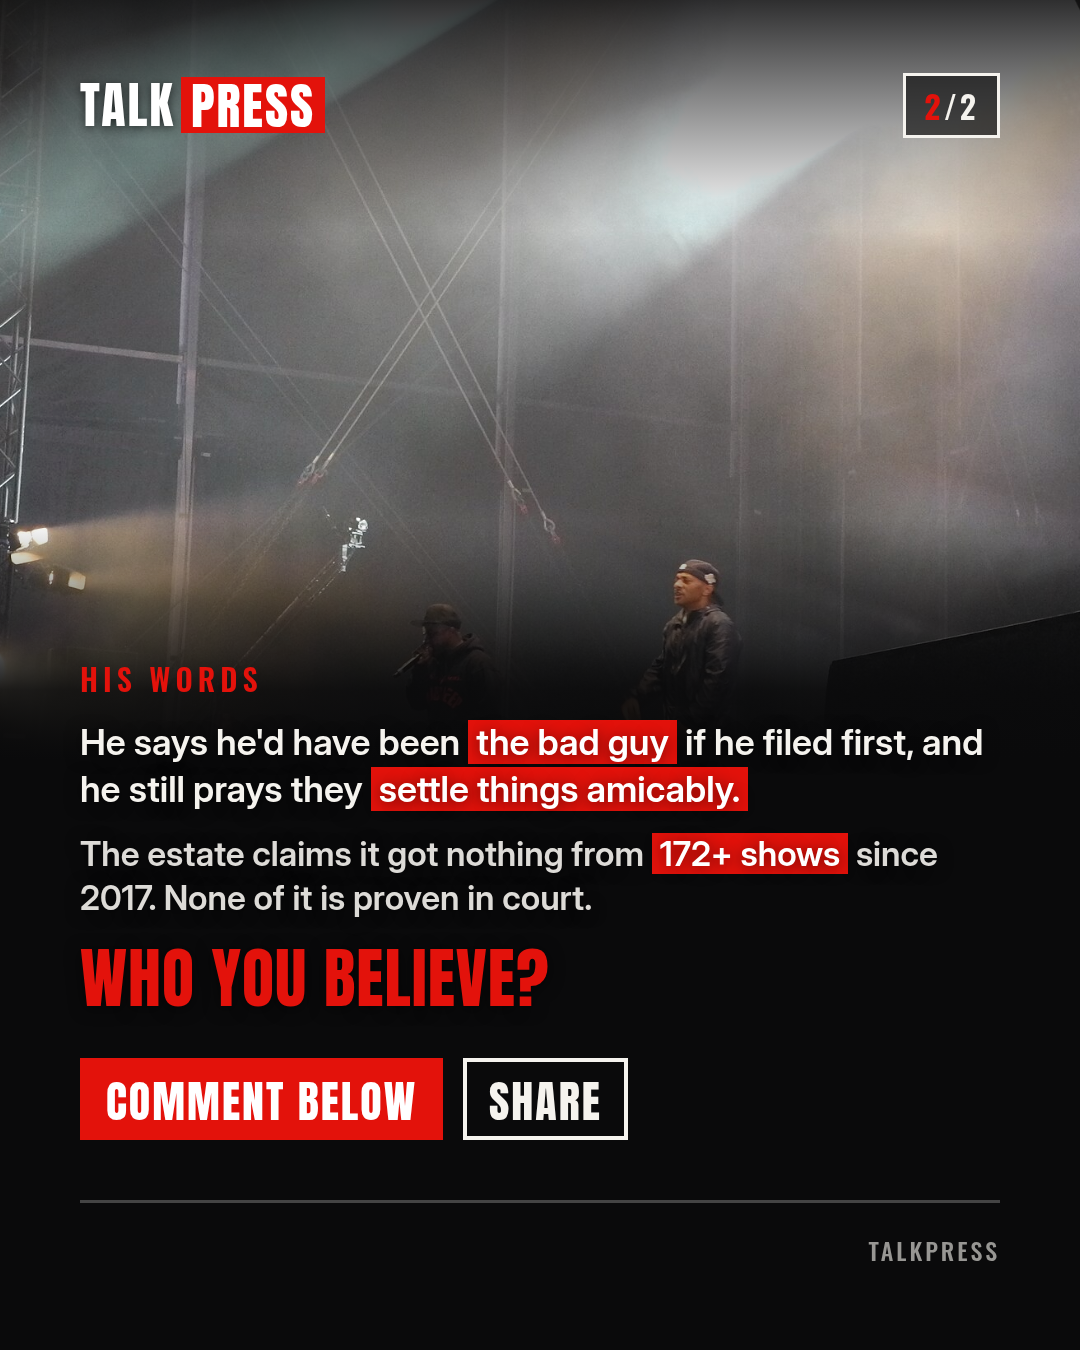 TALK PRESS
2/2
HIS WORDS
He says he'd have been the bad guy if he filed first, and
he still prays they settle things amicably.
The estate claims it got nothing from 172+ shows since
2017. None of it is proven in court.
WHO YOU BELIEVE?
COMMENT BELOW
SHARE
TALKPRESS